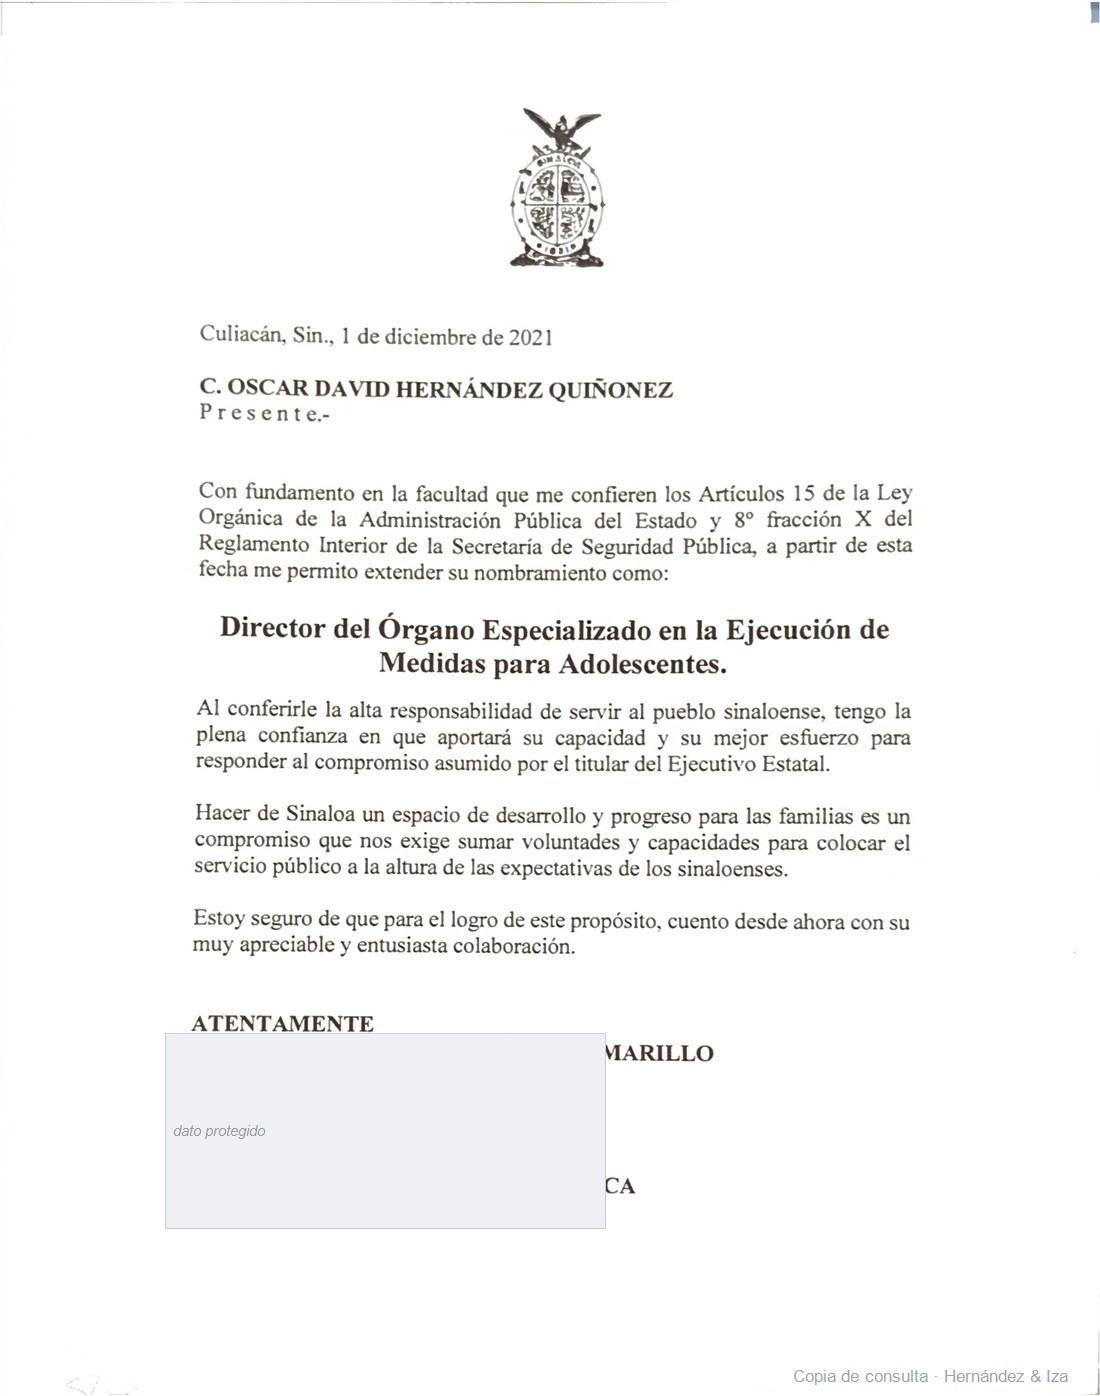 SINALOA
1831
Culiacán, Sin., 1 de diciembre de 2021
C. OSCAR DAVID HERNÁNDEZ QUIÑONEZ
P r e s e n t e.-
Con fundamento en la facultad que me confieren los Artículos 15 de la Ley
Orgánica de la Administración Pública del Estado y 8º fracción X del
Reglamento Interior de la Secretaría de Seguridad Pública, a partir de esta
fecha me permito extender su nombramiento como:
Director del Órgano Especializado en la Ejecución de
Medidas para Adolescentes.
Al conferirle la alta responsabilidad de servir al pueblo sinaloense, tengo la
plena confianza en que aportará su capacidad y su mejor esfuerzo para
responder al compromiso asumido por el titular del Ejecutivo Estatal.
Hacer de Sinaloa un espacio de desarrollo y progreso para las familias es un
compromiso que nos exige sumar voluntades y capacidades para colocar el
servicio público a la altura de las expectativas de los sinaloenses.
Estoy seguro de que para el logro de este propósito, cuento desde ahora con su
muy apreciable y entusiasta colaboración.
ATENTAMENTE
MARILLO
dato protegido
CA
Copia de consulta · Hernández & Iza